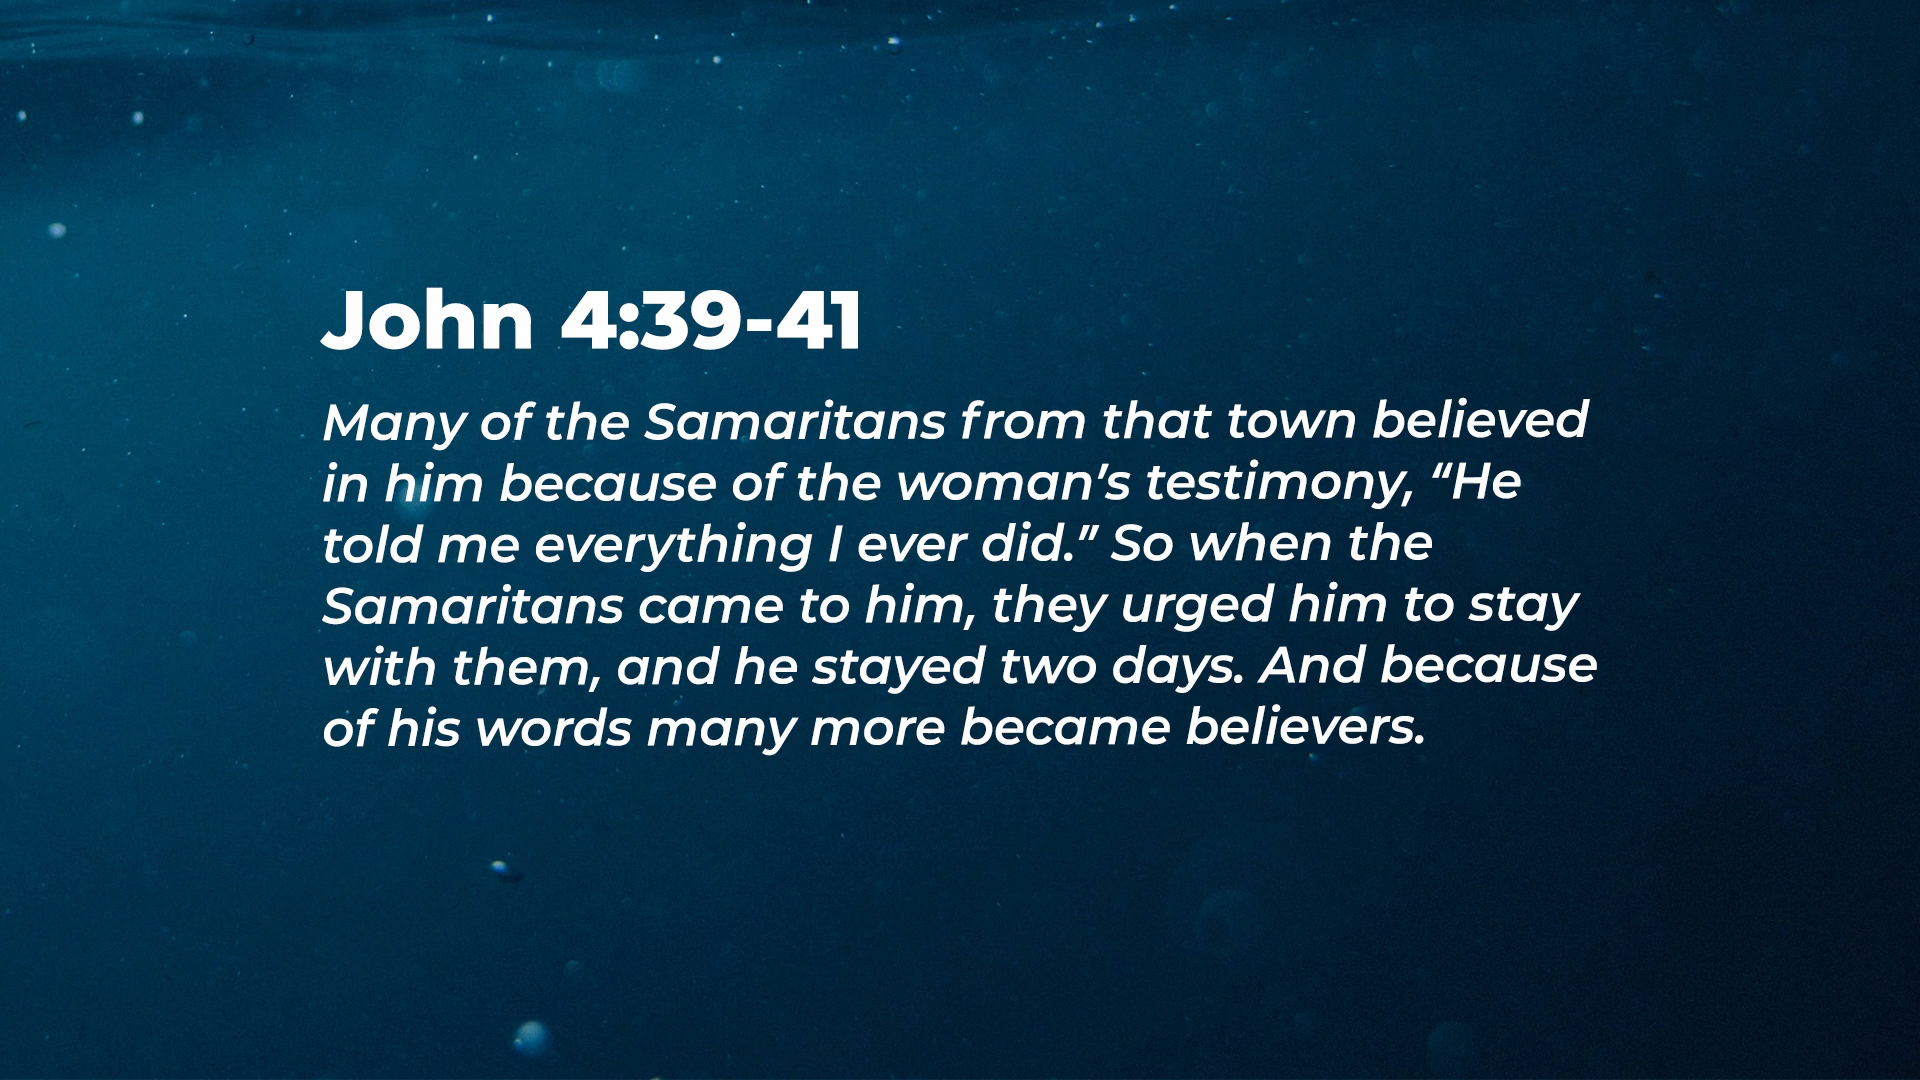 John 4:39-41
Many of the Samaritans from that town believed
in him because of the woman’s testimony, “He
told me everything I ever did.” So when the
Samaritans came to him, they urged him to stay
with them, and he stayed two days. And because
of his words many more became believers.